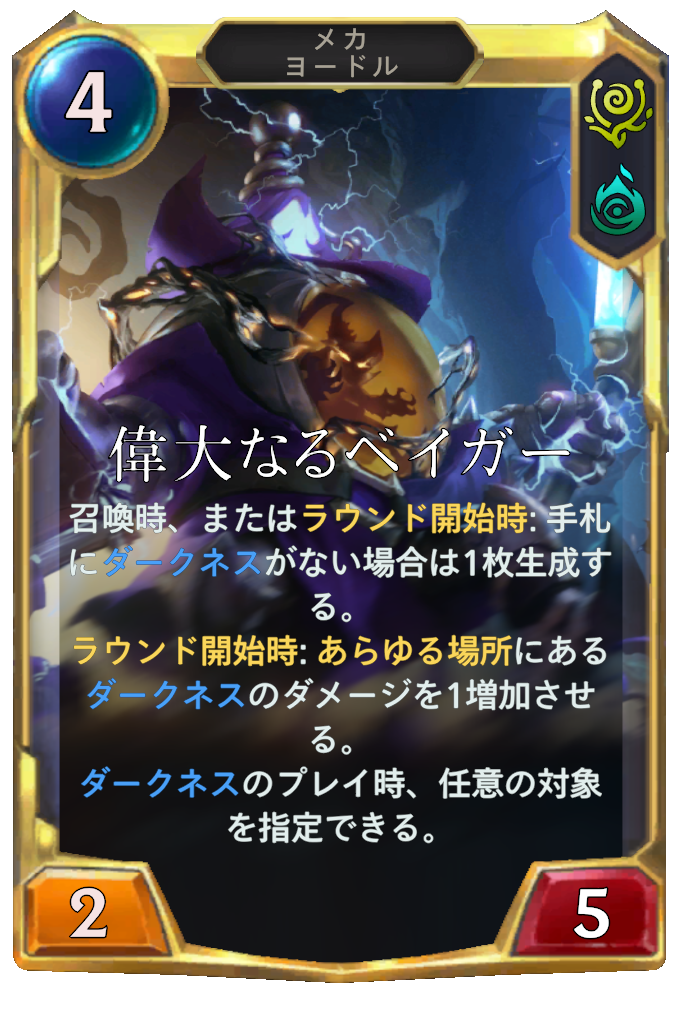 メカ
ヨードル
4
偉大なるベイガー
召喚時、またはラウンド開始時: 手札
にダークネスがない場合は1枚生成す
る。
ラウンド開始時: あらゆる場所にある
ダークネスのダメージを1増加させ
る。
ダークネスのプレイ時、任意の対象
を指定できる。
2
5